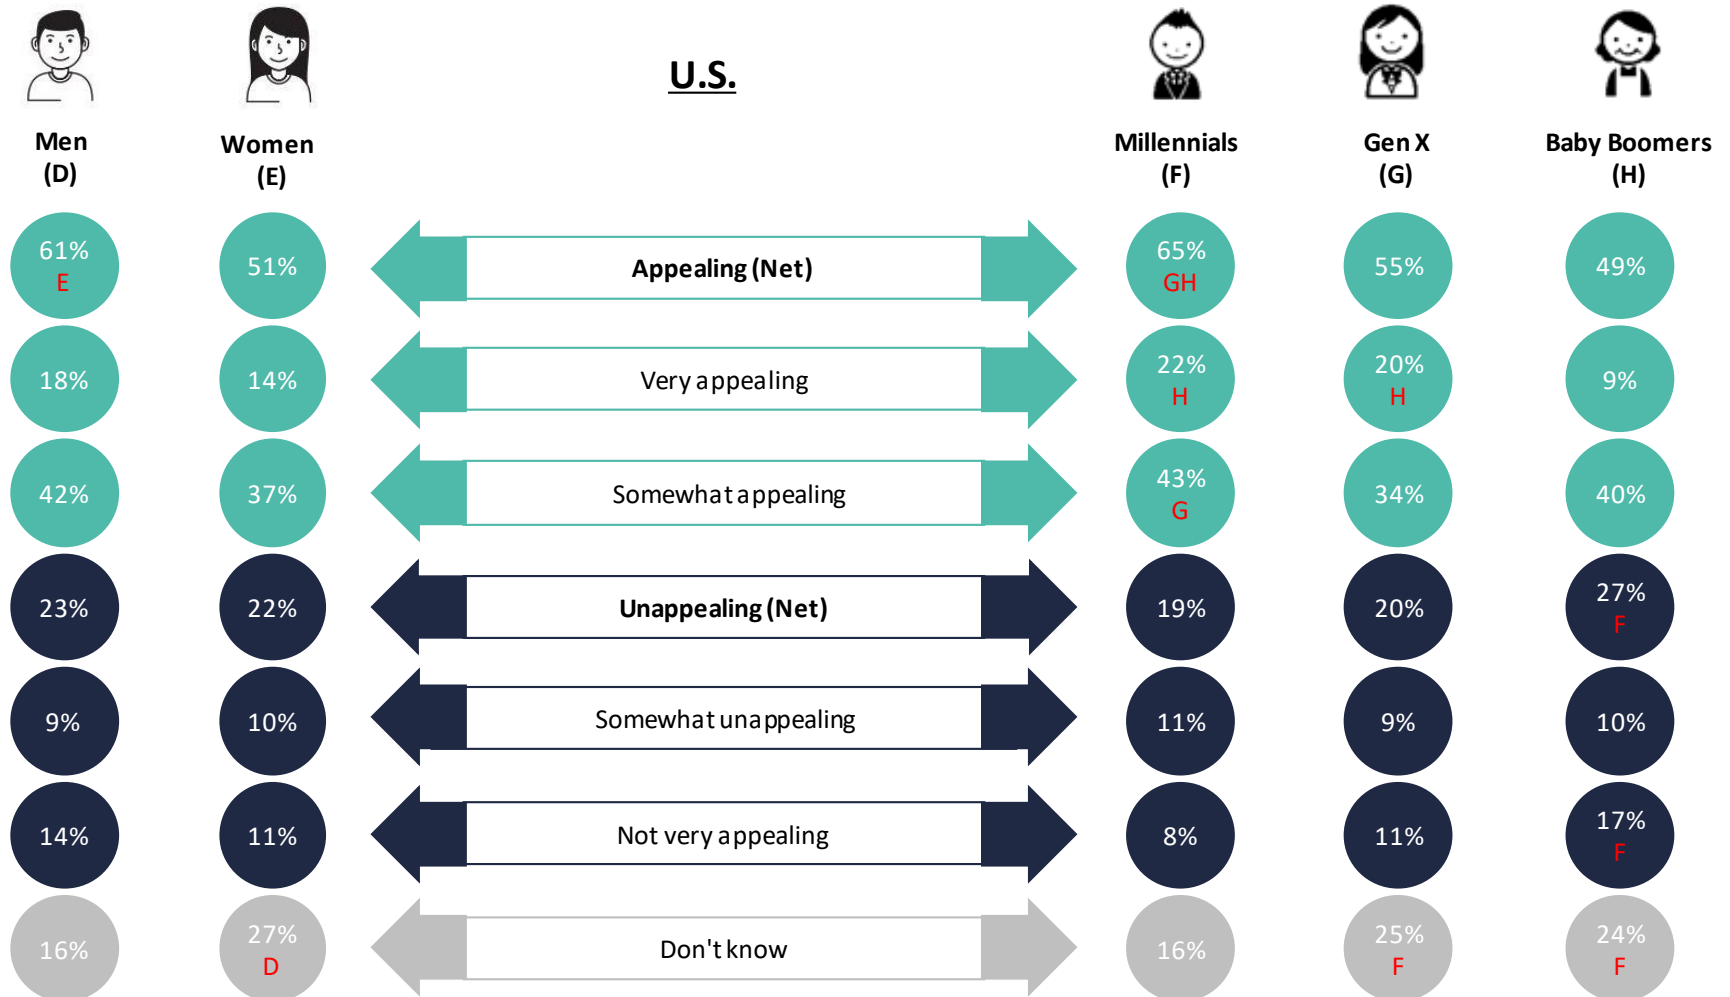 U.S.
Men
(D)
Women
(E)
Millennials
(F)
Gen X
(G)
Baby Boomers
(H)
61%
E
51%
Appealing (Net)
65%
GH
55%
49%
18%
14%
Very appealing
22%
H
20%
H
9%
42%
37%
Somewhat appealing
43%
G
34%
40%
23%
22%
Unappealing (Net)
19%
20%
27%
F
9%
10%
Somewhat unappealing
11%
9%
10%
14%
11%
Not very appealing
8%
11%
17%
F
16%
27%
D
Don't know
16%
25%
F
24%
F